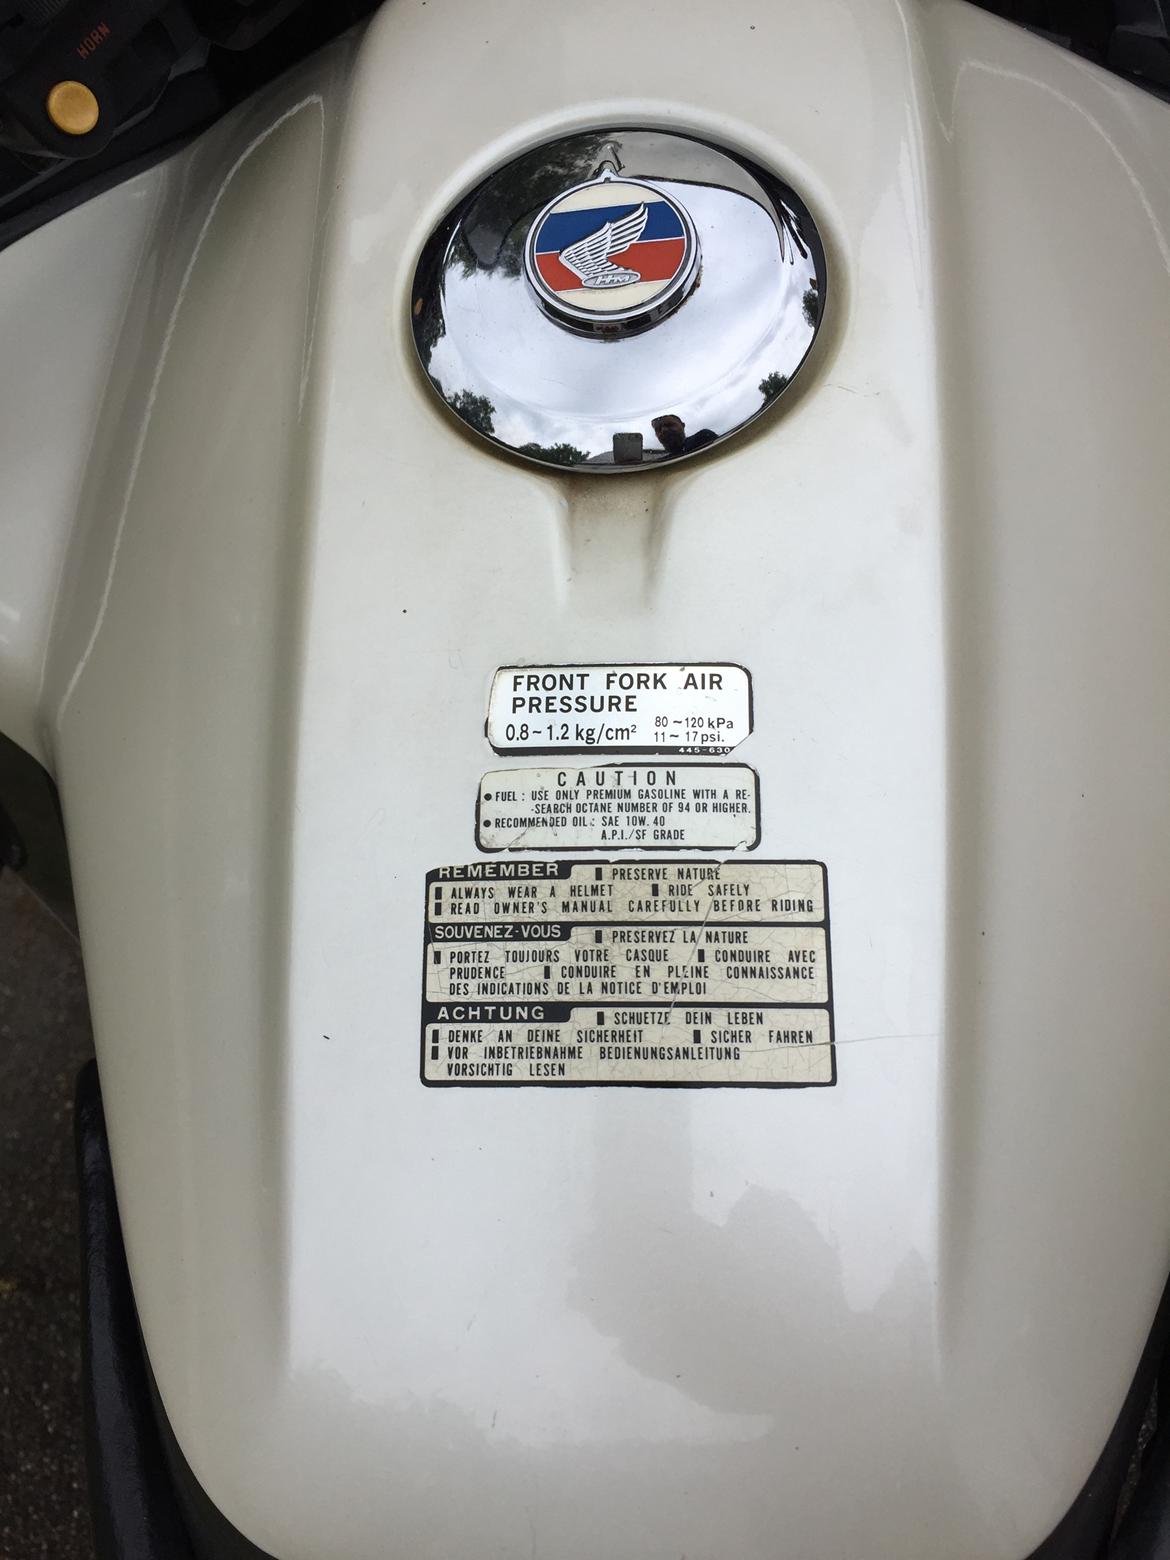 HORN
HM
FRONT FORK AIR
PRESSURE
0.8~1.2 kg/cm² 80~120 kPa
11~17 psi.
445-630
CAUTION
● FUEL : USE ONLY PREMIUM GASOLINE WITH A RE-
-SEARCH OCTANE NUMBER OF 94 OR HIGHER.
● RECOMMENDED OIL : SAE 10W. 40
A.P.I./SF GRADE
REMEMBER ▮ PRESERVE NATURE
▮ ALWAYS WEAR A HELMET ▮ RIDE SAFELY
▮ READ OWNER'S MANUAL CAREFULLY BEFORE RIDING
SOUVENEZ-VOUS ▮ PRESERVEZ LA NATURE
▮ PORTEZ TOUJOURS VOTRE CASQUE ▮ CONDUIRE AVEC
PRUDENCE ▮ CONDUIRE EN PLEINE CONNAISSANCE
DES INDICATIONS DE LA NOTICE D'EMPLOI
ACHTUNG ▮ SCHUETZE DEIN LEBEN
▮ DENKE AN DEINE SICHERHEIT ▮ SICHER FAHREN
▮ VOR INBETRIEBNAHME BEDIENUNGSANLEITUNG
VORSICHTIG LESEN